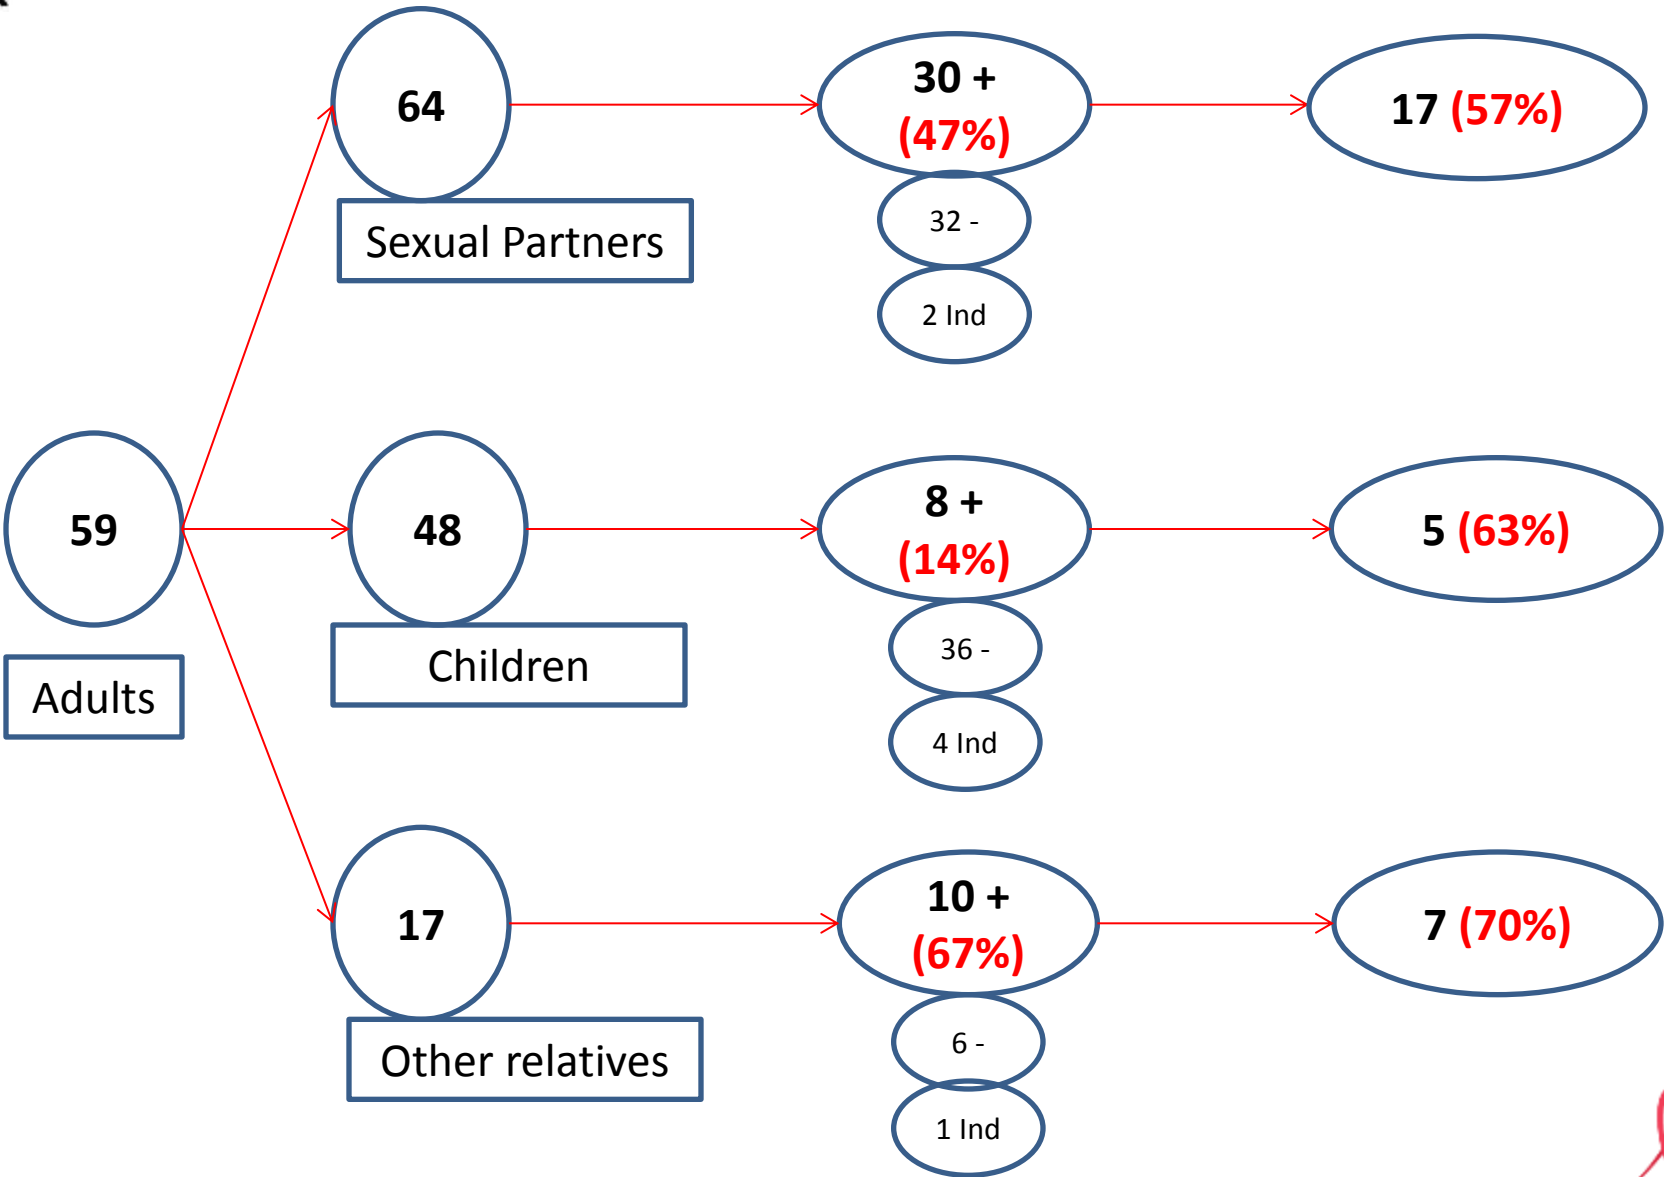 64
Sexual Partners
30 +
(47%)
32 -
2 Ind
17 (57%)
59
Adults
48
Children
8 +
(14%)
36 -
4 Ind
5 (63%)
17
Other relatives
10 +
(67%)
6 -
1 Ind
7 (70%)